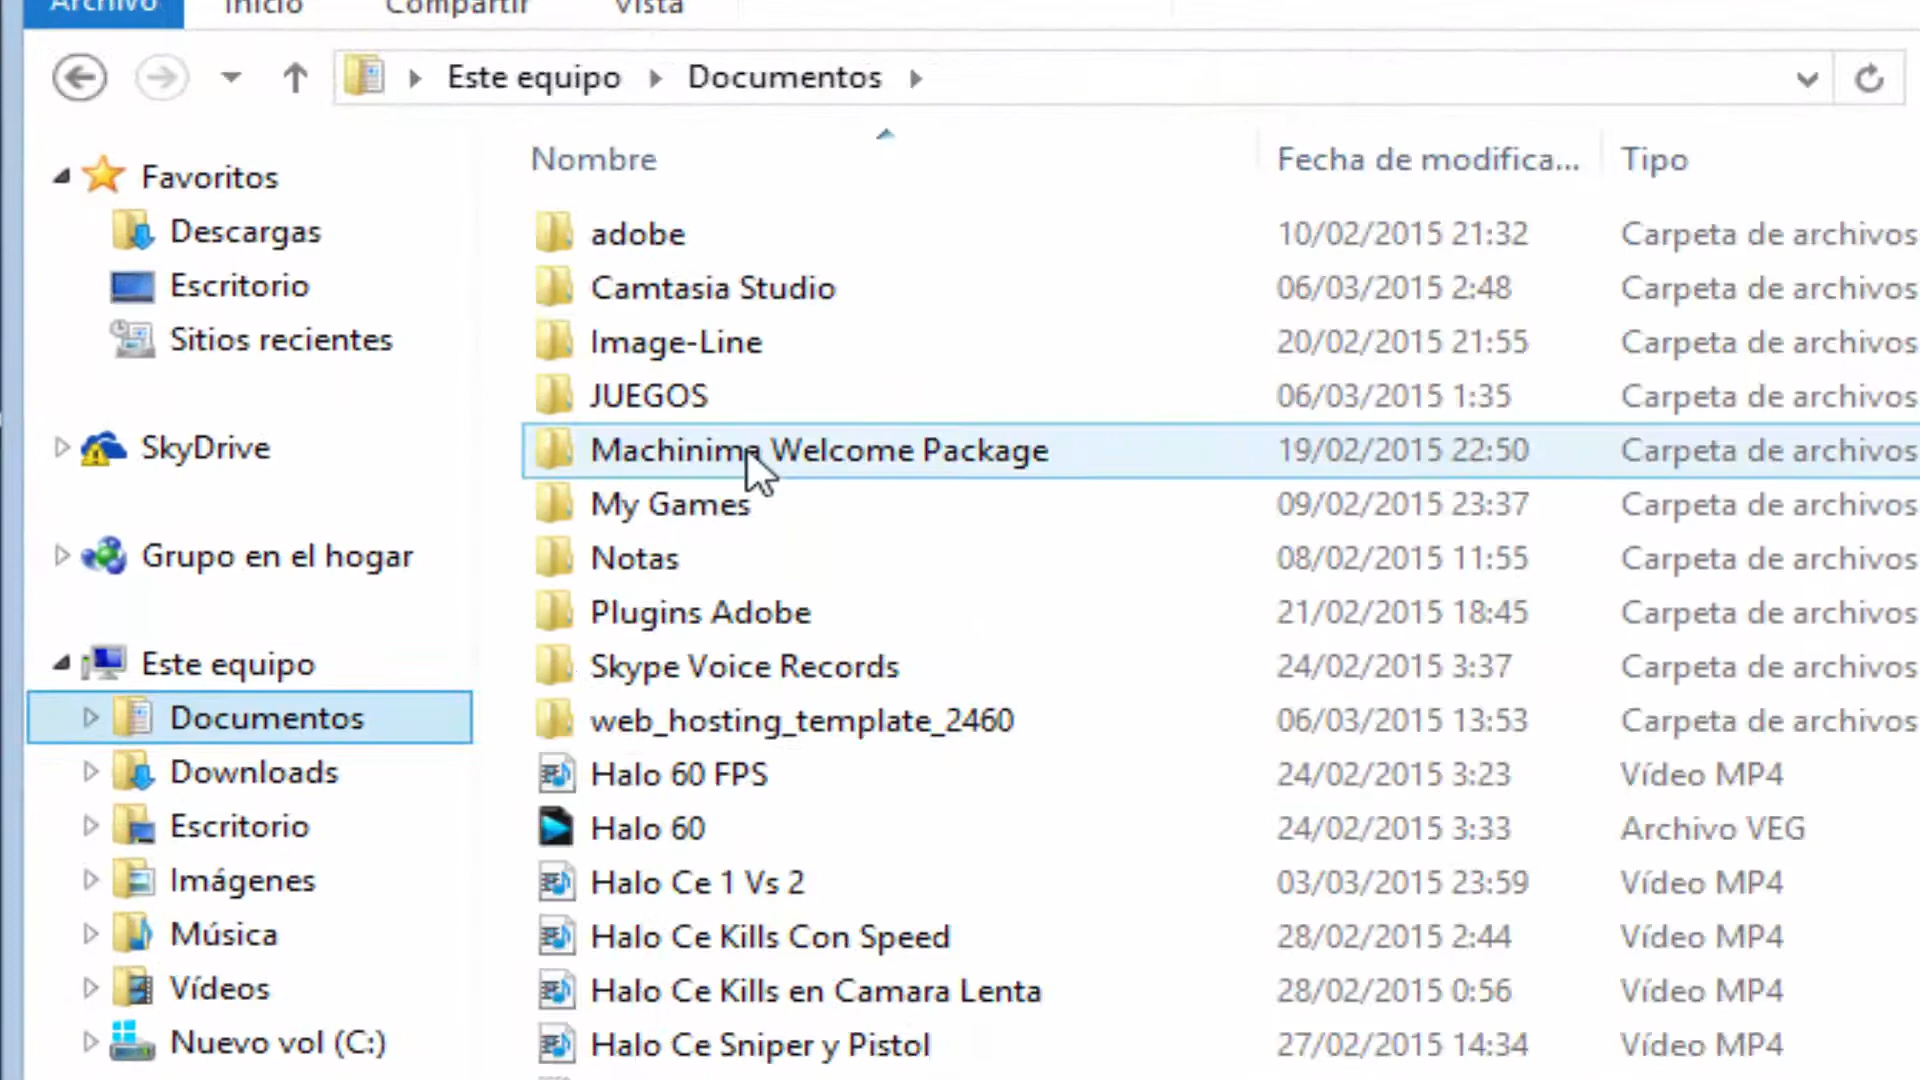 Archivo Inicio Compartir Vista
Este equipo Documentos
Nombre Fecha de modifica... Tipo
Favoritos
Descargas
Escritorio
Sitios recientes
SkyDrive
Grupo en el hogar
Este equipo
Documentos
Downloads
Escritorio
Imágenes
Música
Vídeos
Nuevo vol (C:)
adobe 10/02/2015 21:32 Carpeta de archivos
Camtasia Studio 06/03/2015 2:48 Carpeta de archivos
Image-Line 20/02/2015 21:55 Carpeta de archivos
JUEGOS 06/03/2015 1:35 Carpeta de archivos
Machinima Welcome Package 19/02/2015 22:50 Carpeta de archivos
My Games 09/02/2015 23:37 Carpeta de archivos
Notas 08/02/2015 11:55 Carpeta de archivos
Plugins Adobe 21/02/2015 18:45 Carpeta de archivos
Skype Voice Records 24/02/2015 3:37 Carpeta de archivos
web_hosting_template_2460 06/03/2015 13:53 Carpeta de archivos
Halo 60 FPS 24/02/2015 3:23 Vídeo MP4
Halo 60 24/02/2015 3:33 Archivo VEG
Halo Ce 1 Vs 2 03/03/2015 23:59 Vídeo MP4
Halo Ce Kills Con Speed 28/02/2015 2:44 Vídeo MP4
Halo Ce Kills en Camara Lenta 28/02/2015 0:56 Vídeo MP4
Halo Ce Sniper y Pistol 27/02/2015 14:34 Vídeo MP4